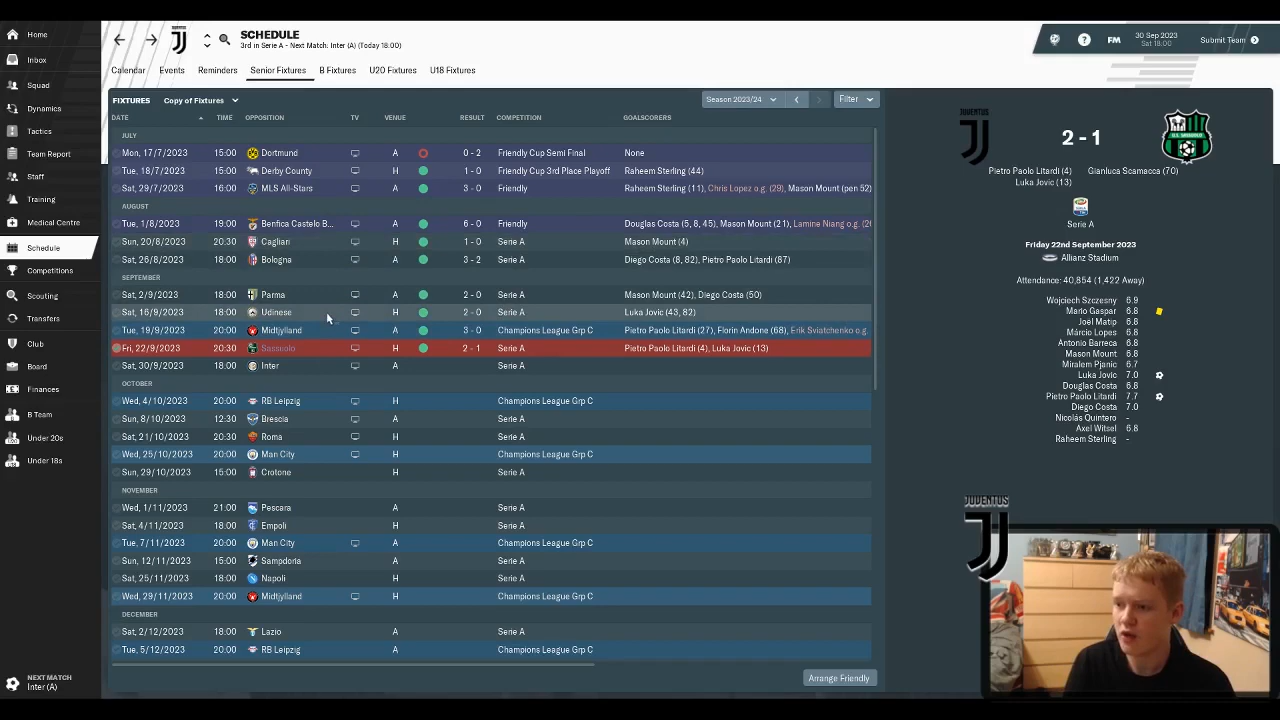 Home
Inbox
Squad
Dynamics
Tactics
Team Report
Staff
Training
Medical Centre
Schedule
Competitions
Scouting
Transfers
Club
Board
Finances
B Team
Under 20s
Under 18s
NEXT MATCH
Inter (A)
SCHEDULE
3rd in Serie A - Next Match: Inter (A) (Today 18:00)
FM
30 Sep 2023
Sat 18:00
Submit Team
Calendar Events Reminders Senior Fixtures B Fixtures U20 Fixtures U18 Fixtures
FIXTURES Copy of Fixtures Season 2023/24 Filter
DATE TIME OPPOSITION TV VENUE RESULT COMPETITION GOALSCORERS
JULY
Mon, 17/7/2023 15:00 Dortmund A 0 - 2 Friendly Cup Semi Final None
Tue, 18/7/2023 15:00 Derby County H 1 - 0 Friendly Cup 3rd Place Playoff Raheem Sterling (44)
Sat, 29/7/2023 16:00 MLS All-Stars A 3 - 0 Friendly Raheem Sterling (11), Chris Lopez o.g. (29), Mason Mount (pen 52)
AUGUST
Tue, 1/8/2023 19:00 Benfica Castelo B... A 6 - 0 Friendly Douglas Costa (5, 8, 45), Mason Mount (21), Lamine Niang o.g. (2
Sun, 20/8/2023 20:30 Cagliari H 1 - 0 Serie A Mason Mount (4)
Sat, 26/8/2023 18:00 Bologna A 3 - 2 Serie A Diego Costa (8, 82), Pietro Paolo Litardi (87)
SEPTEMBER
Sat, 2/9/2023 18:00 Parma A 2 - 0 Serie A Mason Mount (42), Diego Costa (50)
Sat, 16/9/2023 18:00 Udinese H 2 - 0 Serie A Luka Jovic (43, 82)
Tue, 19/9/2023 20:00 Midtjylland A 3 - 0 Champions League Grp C Pietro Paolo Litardi (27), Florin Andone (68), Erik Sviatchenko o.g.
Fri, 22/9/2023 20:30 Sassuolo H 2 - 1 Serie A Pietro Paolo Litardi (4), Luka Jovic (13)
Sat, 30/9/2023 18:00 Inter A Serie A
OCTOBER
Wed, 4/10/2023 20:00 RB Leipzig H Champions League Grp C
Sun, 8/10/2023 12:30 Brescia A Serie A
Sat, 21/10/2023 20:30 Roma H Serie A
Wed, 25/10/2023 20:00 Man City H Champions League Grp C
Sun, 29/10/2023 15:00 Crotone H Serie A
NOVEMBER
Wed, 1/11/2023 21:00 Pescara A Serie A
Sat, 4/11/2023 18:00 Empoli H Serie A
Tue, 7/11/2023 20:00 Man City A Champions League Grp C
Sun, 12/11/2023 15:00 Sampdoria A Serie A
Sat, 25/11/2023 18:00 Napoli H Serie A
Wed, 29/11/2023 20:00 Midtjylland H Champions League Grp C
DECEMBER
Sat, 2/12/2023 18:00 Lazio A Serie A
Tue, 5/12/2023 20:00 RB Leipzig A Champions League Grp C
Arrange Friendly
JUVENTUS
2 - 1
Pietro Paolo Litardi (4) Gianluca Scamacca (70)
Luka Jovic (13)
Serie A
Friday 22nd September 2023
Allianz Stadium
Attendance: 40,854 (1,422 Away)
Wojciech Szczesny 6.9
Mario Gaspar 6.8
Joel Matip 6.8
Márcio Lopes 6.8
Antonio Barreca 6.8
Mason Mount 6.8
Miralem Pjanic 6.7
Luka Jovic 7.0
Douglas Costa 6.8
Pietro Paolo Litardi 7.7
Diego Costa 7.0
Nicolás Quintero -
Axel Witsel 6.8
Raheem Sterling -
JUVENTUS